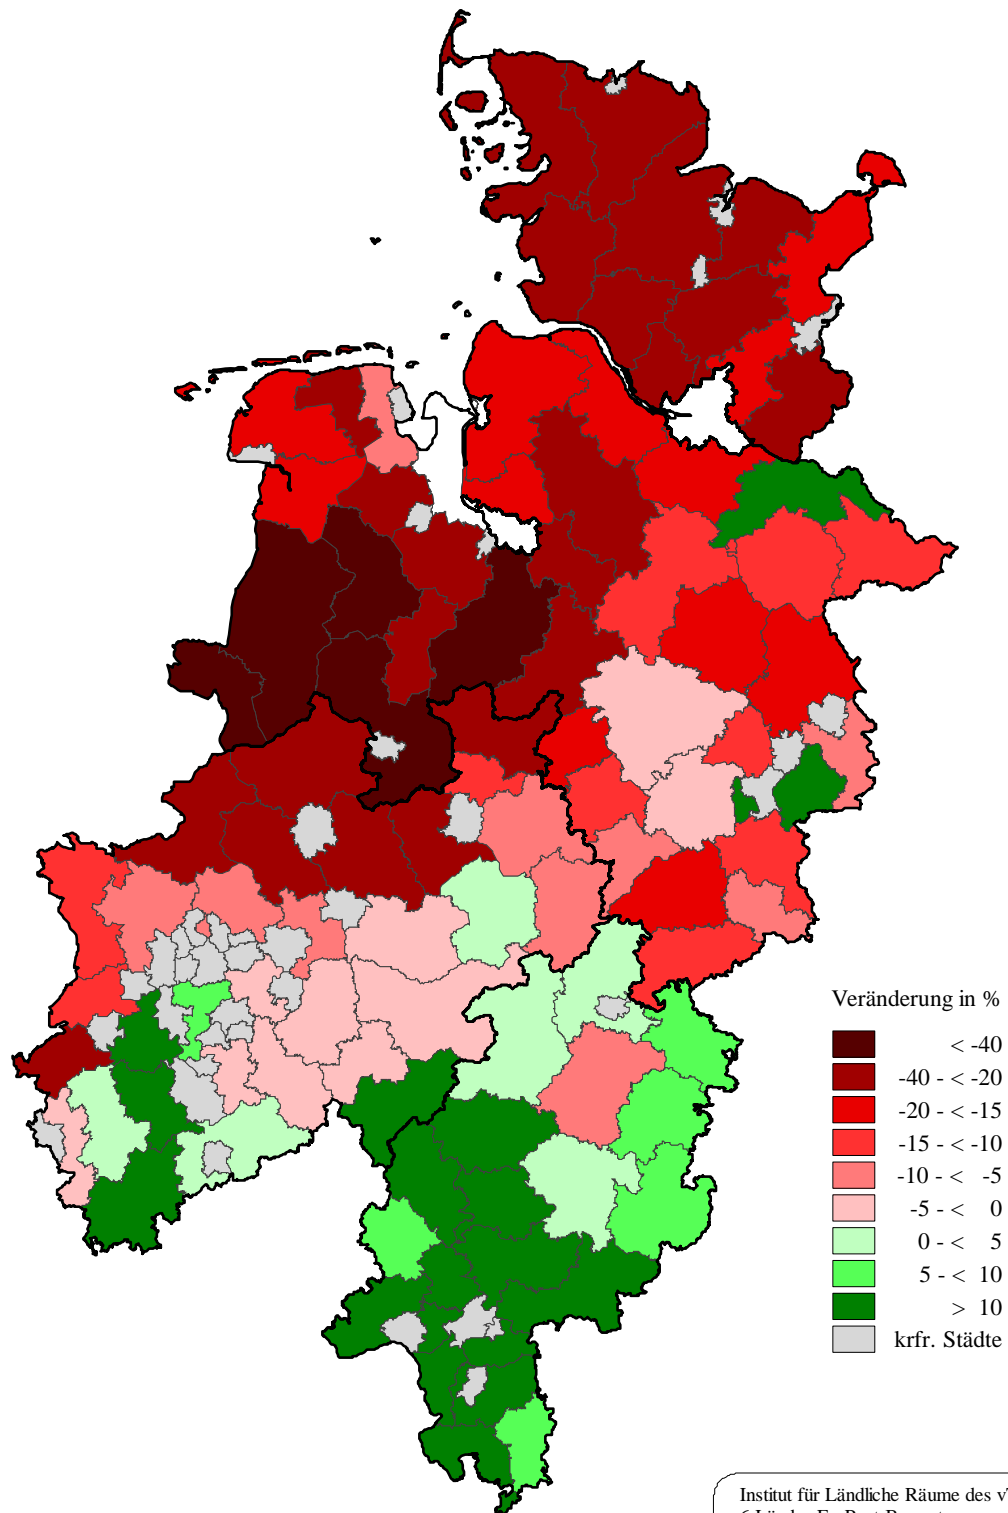 Veränderung in %
< -40
-40 - < -20
-20 - < -15
-15 - < -10
-10 - < -5
-5 - < 0
0 - < 5
5 - < 10
> 10
krfr. Städte
Institut für Ländliche Räume des